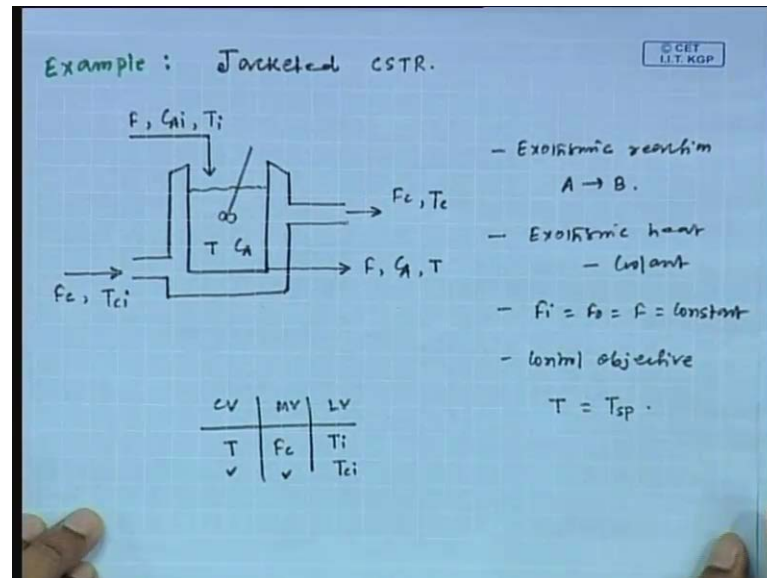 Example : Jacketed CSTR.
© CET
I.I.T. KGP
F, CAi, Ti
Fc, Tc
T CA
F, CA, T
Fc, Tci
- Exothermic reaction
A → B.
- Exothermic heat
- Coolant
- Fi = Fo = F = Constant
- Control objective
T = Tsp .
CV | MV | LV
T | Fc | Ti
✓ | ✓ | Tci